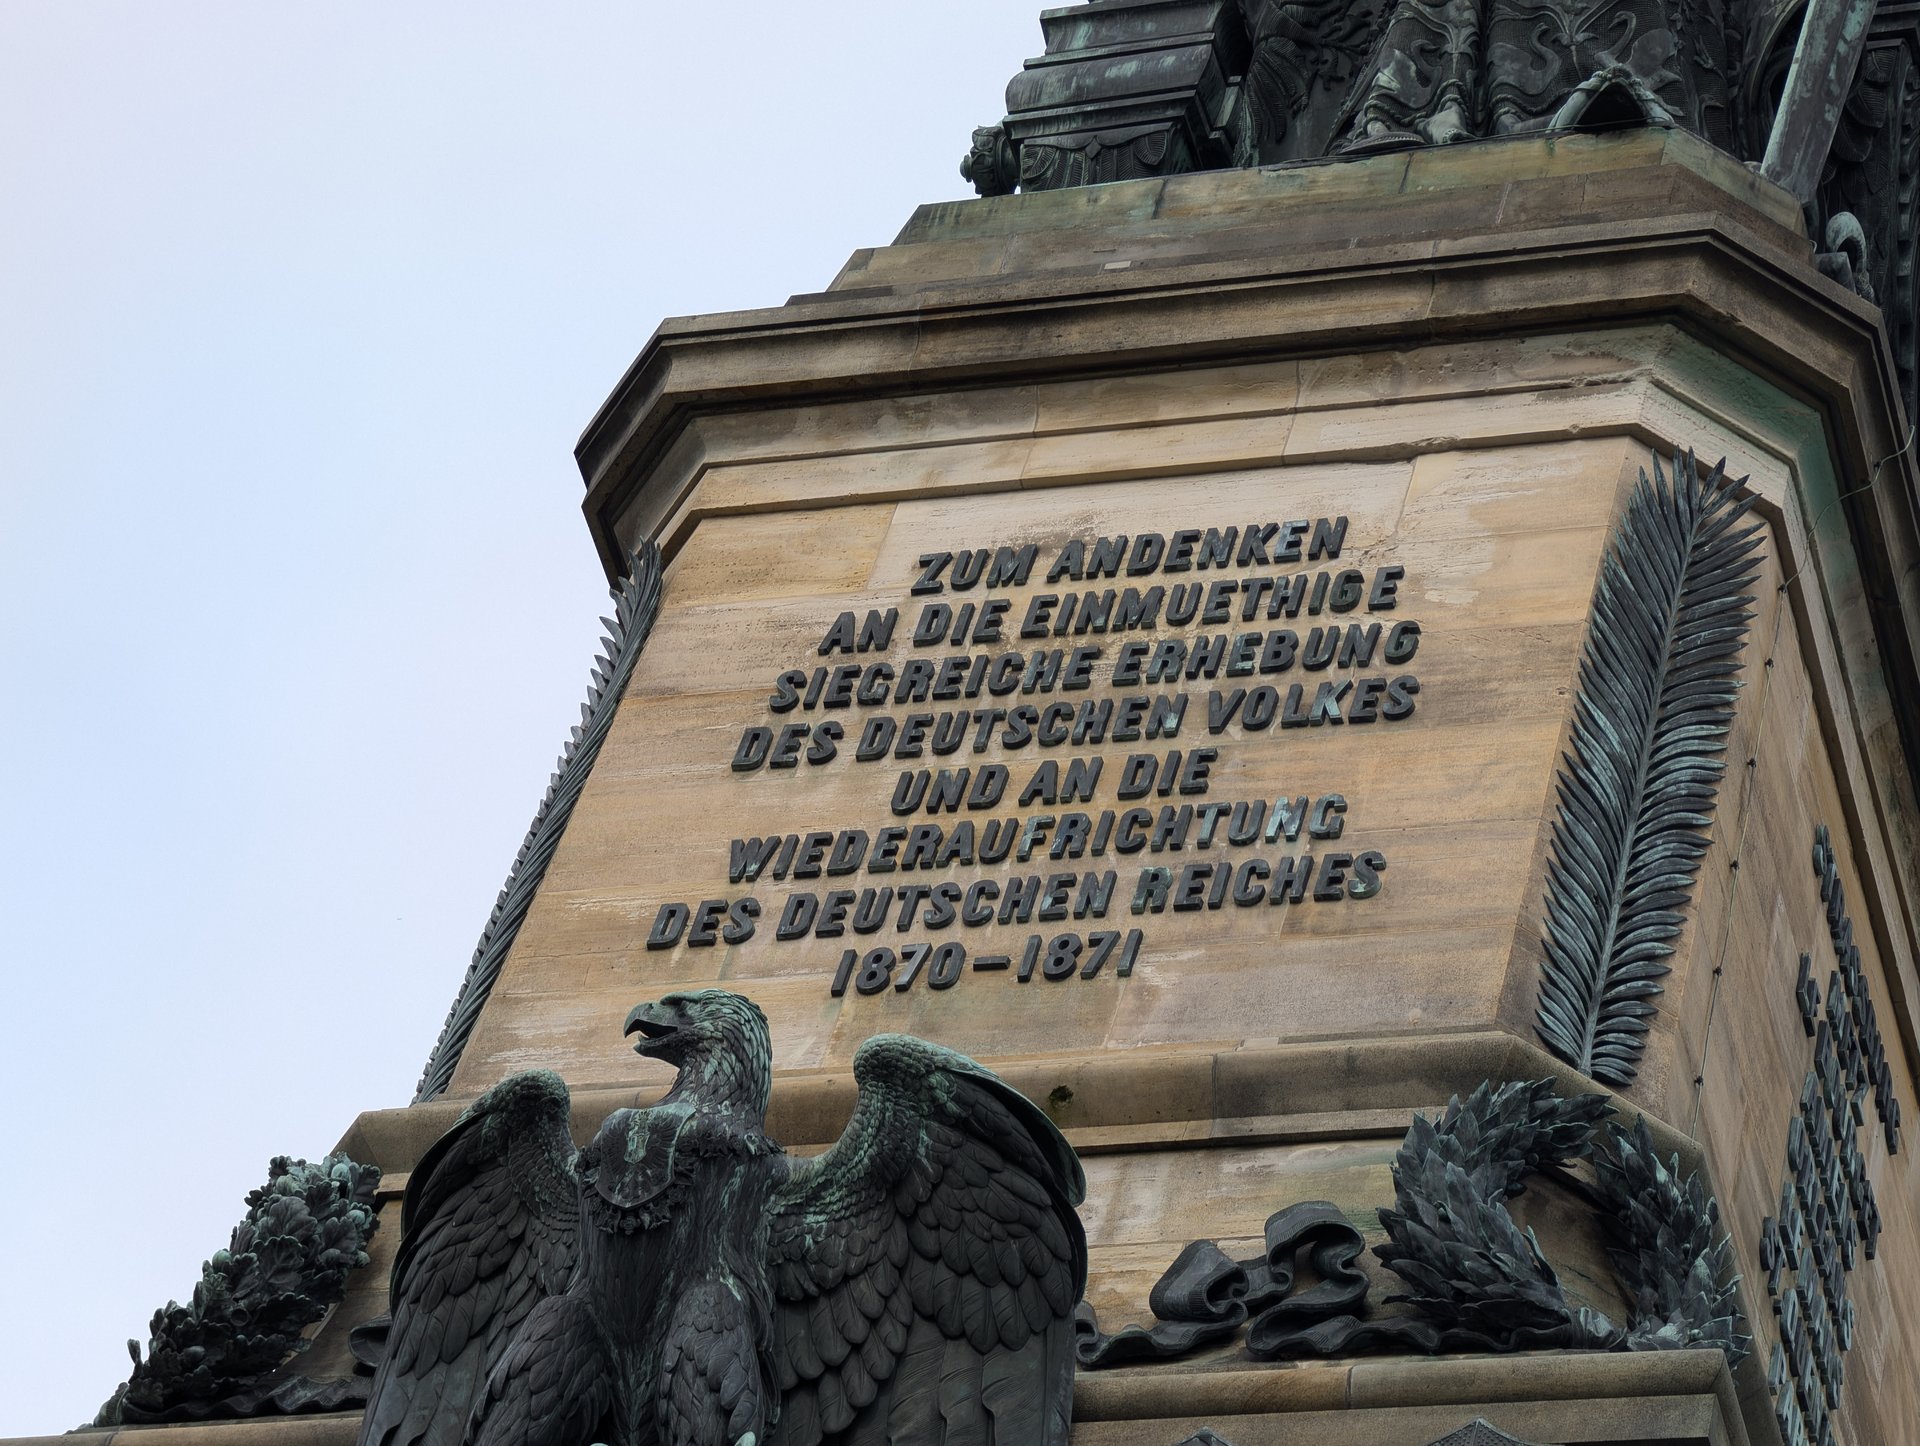 ZUM ANDENKEN
AN DIE EINMUETHIGE
SIEGREICHE ERHEBUNG
DES DEUTSCHEN VOLKES
UND AN DIE
WIEDERAUFRICHTUNG
DES DEUTSCHEN REICHES
1870–1871